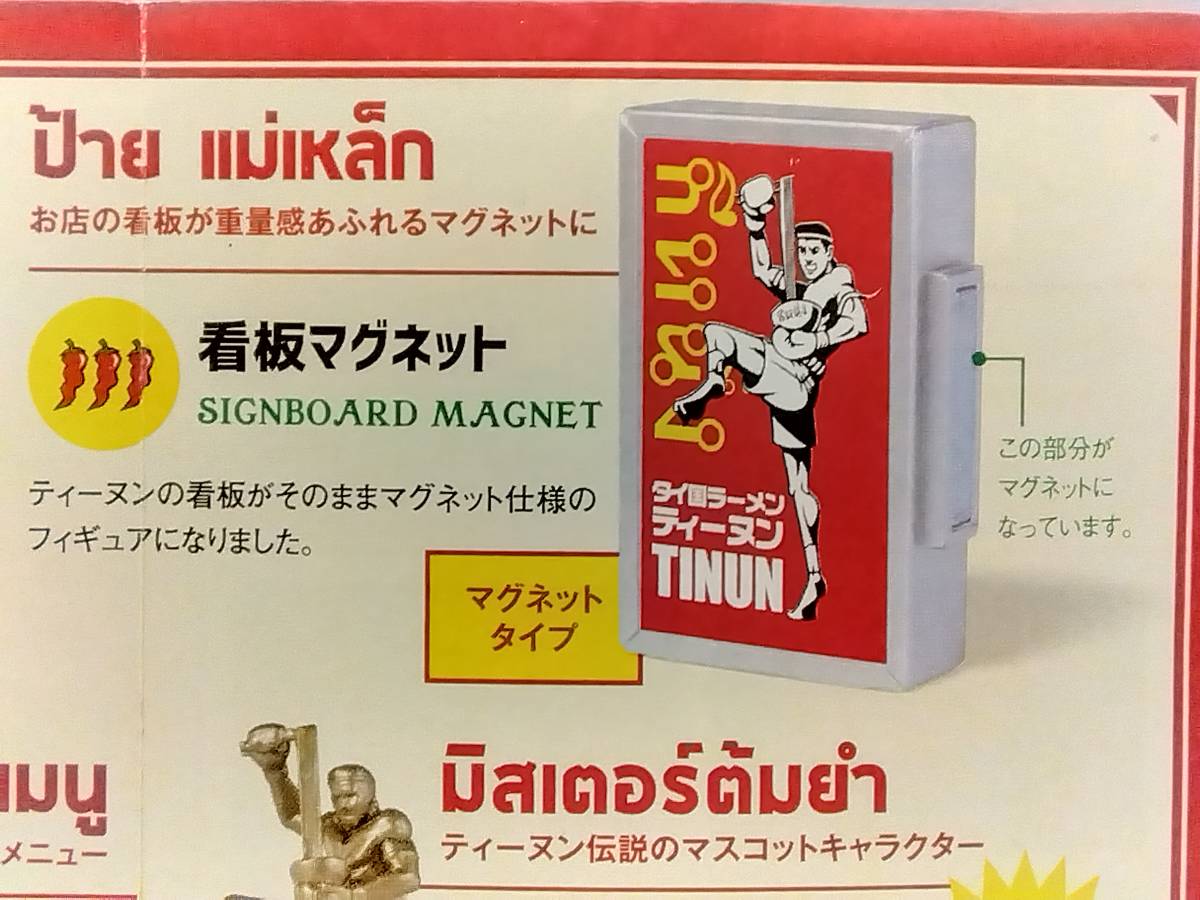 ป้าย แม่เหล็ก
お店の看板が重量感あふれるマグネットに
看板マグネット
SIGNBOARD MAGNET
ティーヌンの看板がそのままマグネット仕様の
フィギュアになりました。
マグネット
タイプ
タイ国ラーメン
ティーヌン
TINUN
この部分が
マグネットに
なっています。
เมนู
メニュー
มิสเตอร์ต้มยำ
ティーヌン伝説のマスコットキャラクター